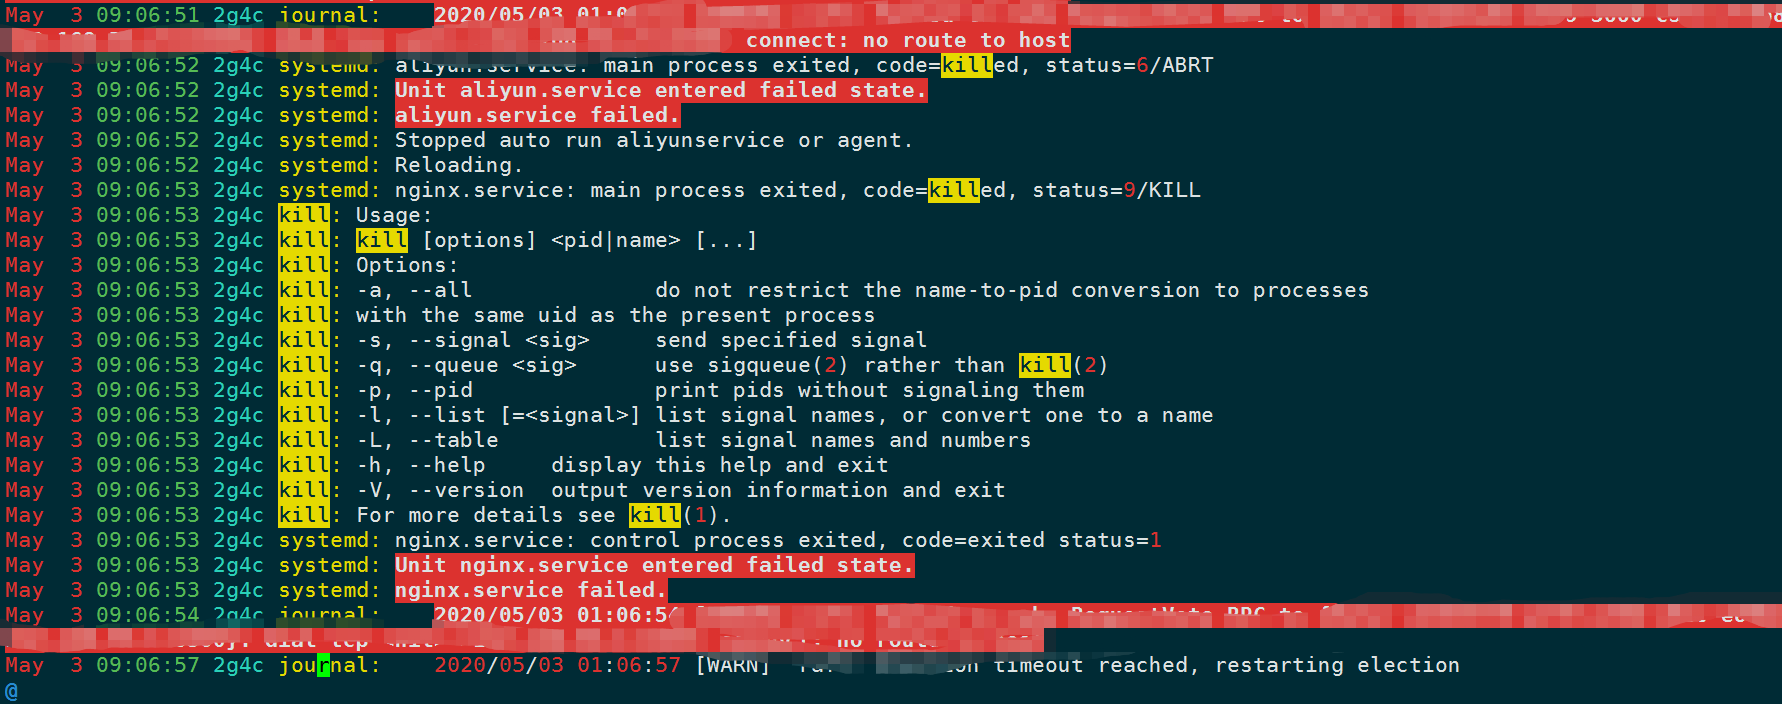 May  3 09:06:51 2g4c journal:    2020/05/03 01:0
connect: no route to host
May  3 09:06:52 2g4c systemd: aliyun.service: main process exited, code=killed, status=6/ABRT
May  3 09:06:52 2g4c systemd: Unit aliyun.service entered failed state.
May  3 09:06:52 2g4c systemd: aliyun.service failed.
May  3 09:06:52 2g4c systemd: Stopped auto run aliyunservice or agent.
May  3 09:06:52 2g4c systemd: Reloading.
May  3 09:06:53 2g4c systemd: nginx.service: main process exited, code=killed, status=9/KILL
May  3 09:06:53 2g4c kill: Usage:
May  3 09:06:53 2g4c kill: kill [options] <pid|name> [...]
May  3 09:06:53 2g4c kill: Options:
May  3 09:06:53 2g4c kill: -a, --all              do not restrict the name-to-pid conversion to processes
May  3 09:06:53 2g4c kill: with the same uid as the present process
May  3 09:06:53 2g4c kill: -s, --signal <sig>     send specified signal
May  3 09:06:53 2g4c kill: -q, --queue <sig>      use sigqueue(2) rather than kill(2)
May  3 09:06:53 2g4c kill: -p, --pid              print pids without signaling them
May  3 09:06:53 2g4c kill: -l, --list [=<signal>] list signal names, or convert one to a name
May  3 09:06:53 2g4c kill: -L, --table            list signal names and numbers
May  3 09:06:53 2g4c kill: -h, --help     display this help and exit
May  3 09:06:53 2g4c kill: -V, --version  output version information and exit
May  3 09:06:53 2g4c kill: For more details see kill(1).
May  3 09:06:53 2g4c systemd: nginx.service: control process exited, code=exited status=1
May  3 09:06:53 2g4c systemd: Unit nginx.service entered failed state.
May  3 09:06:53 2g4c systemd: nginx.service failed.
May  3 09:06:54 2g4c journal:    2020/05/03 01:06:5 RequestVote RPC to
dial tcp no route
May  3 09:06:57 2g4c journal:    2020/05/03 01:06:57 [WARN] timeout reached, restarting election
@